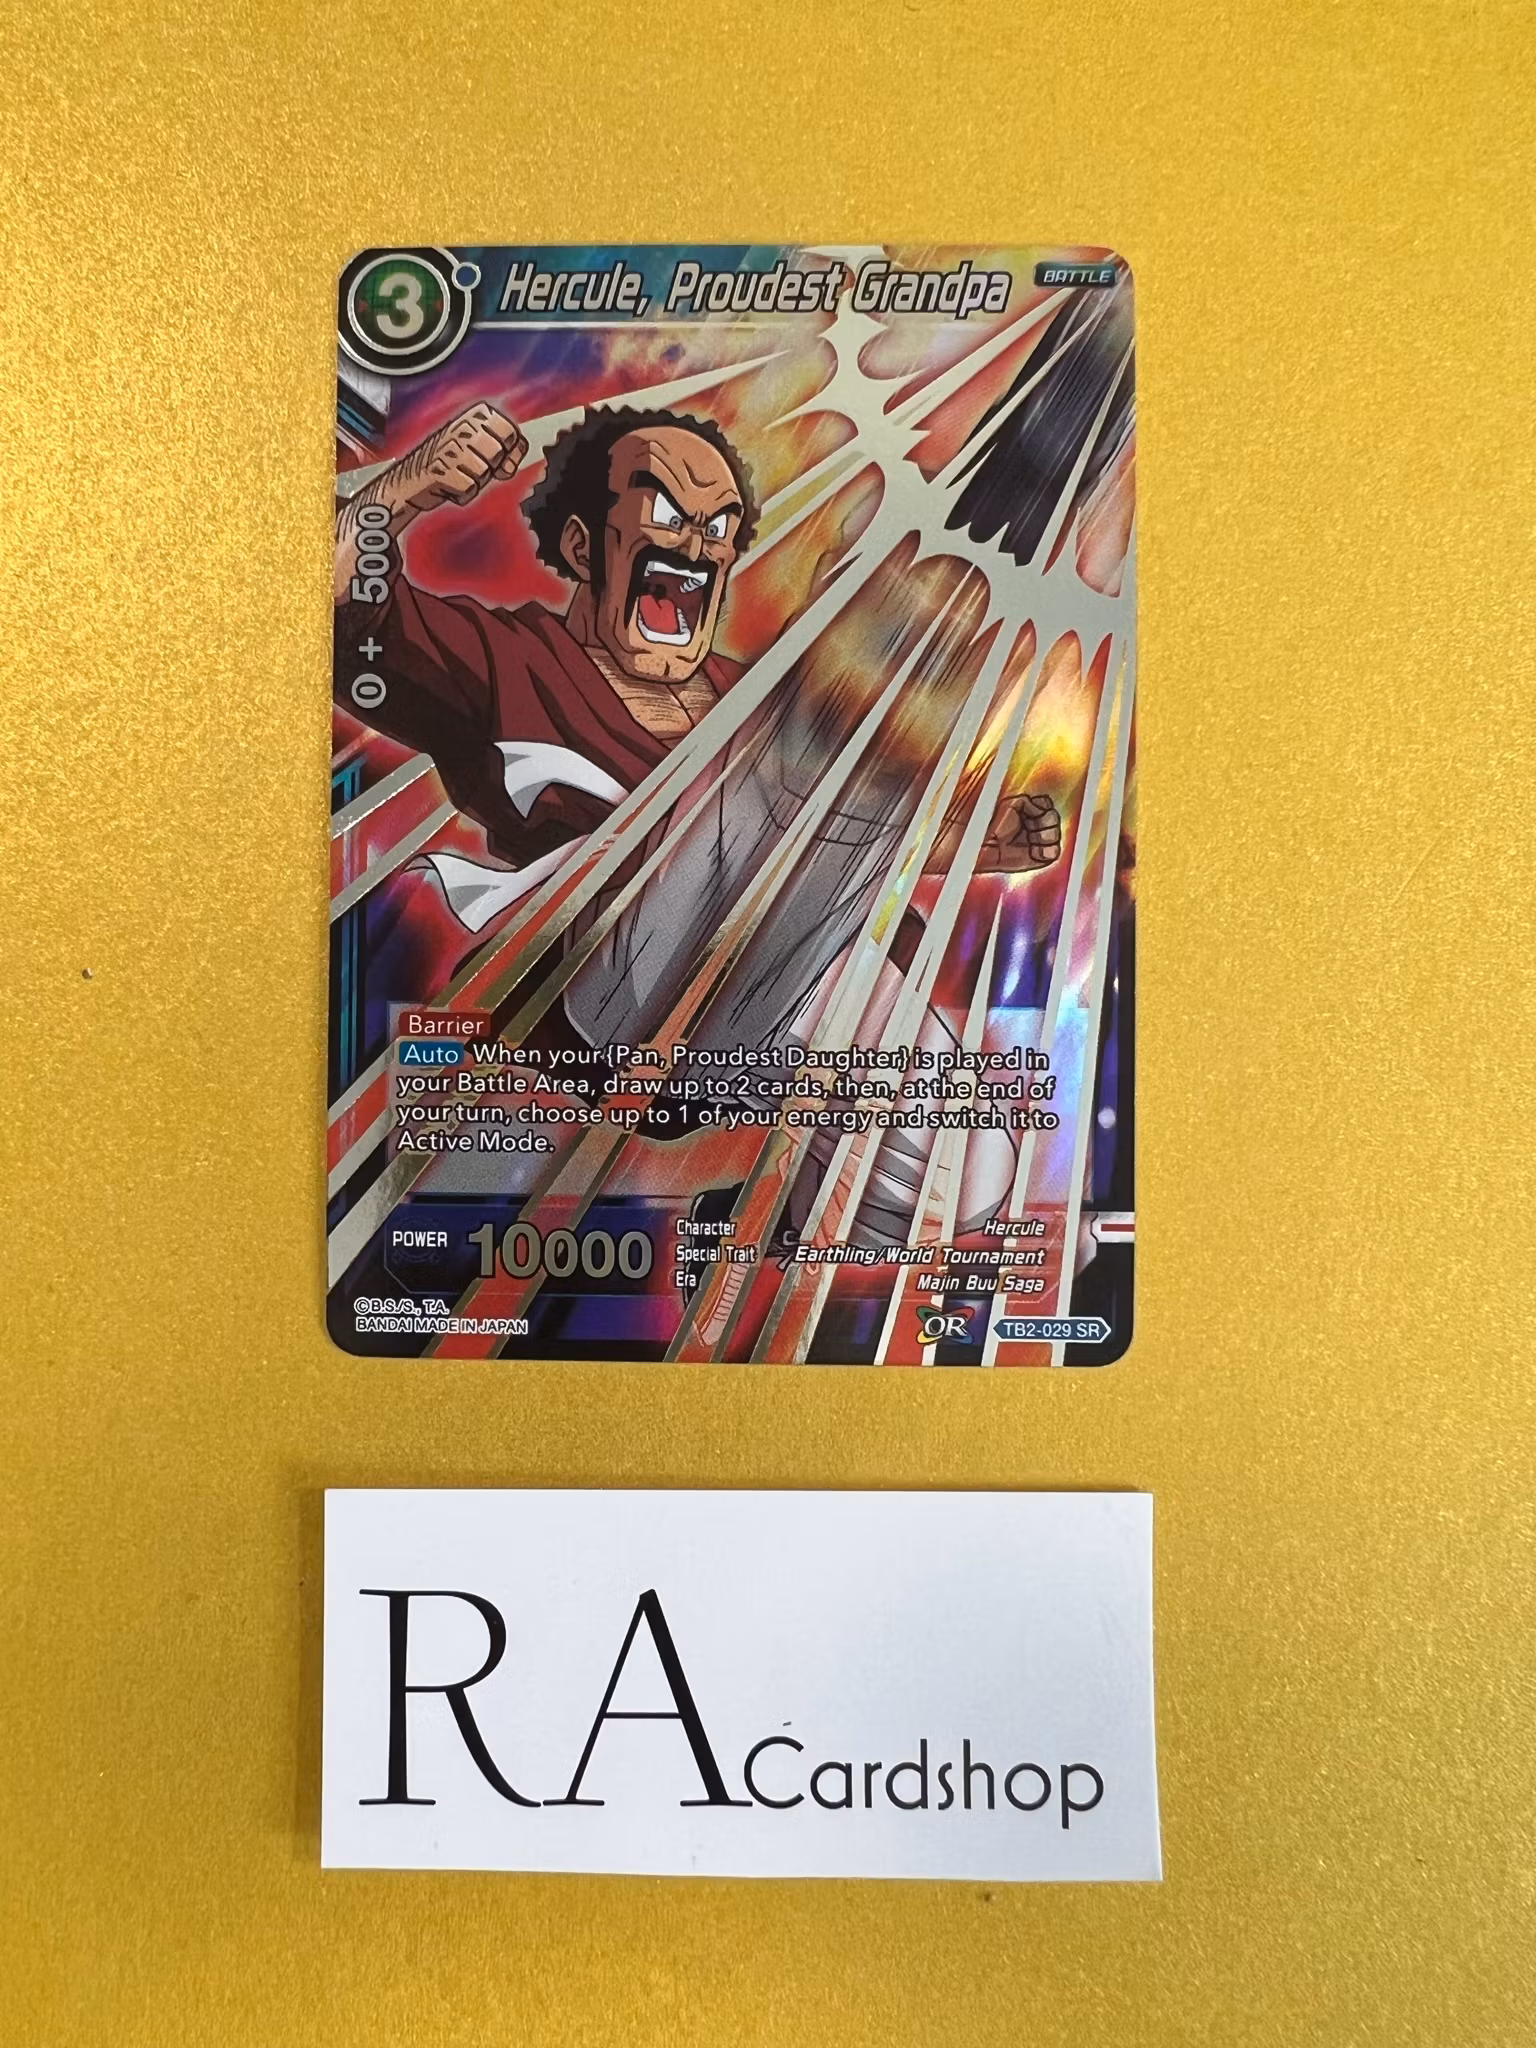 3
Hercule, Proudest Grandpa
BATTLE
0 + 5000
Barrier
Auto When your {Pan, Proudest Daughter} is played in
your Battle Area, draw up to 2 cards, then, at the end of
your turn, choose up to 1 of your energy and switch it to
Active Mode.
POWER 10000
Character Hercule
Special Trait Earthling/World Tournament
Era Majin Buu Saga
©B.S./S., T.A.
BANDAI MADE IN JAPAN
OR
TB2-029 SR
RA Cardshop